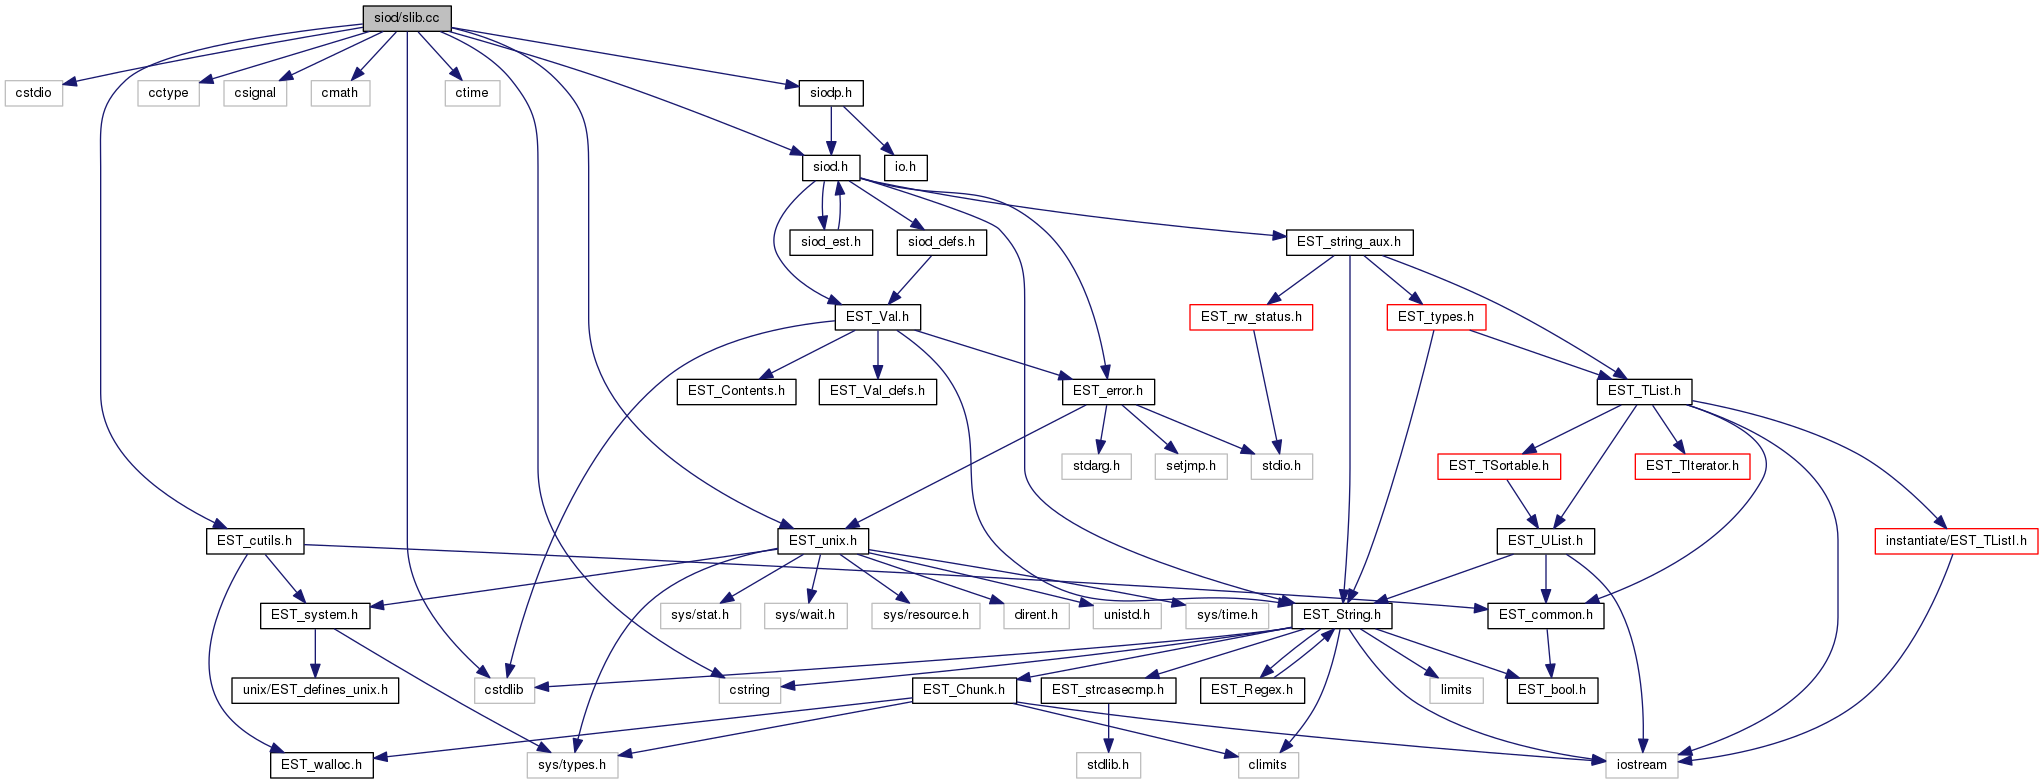 siod/slib.cc
cstdio
cctype
csignal
cmath
ctime
siodp.h
siod.h
io.h
siod_est.h
siod_defs.h
EST_string_aux.h
EST_Val.h
EST_rw_status.h
EST_types.h
EST_Contents.h
EST_Val_defs.h
EST_error.h
EST_TList.h
stdarg.h
setjmp.h
stdio.h
EST_TSortable.h
EST_TIterator.h
EST_cutils.h
EST_unix.h
EST_UList.h
instantiate/EST_TListI.h
EST_system.h
sys/stat.h
sys/wait.h
sys/resource.h
dirent.h
unistd.h
sys/time.h
EST_String.h
EST_common.h
unix/EST_defines_unix.h
cstdlib
cstring
EST_Chunk.h
EST_strcasecmp.h
EST_Regex.h
limits
EST_bool.h
EST_walloc.h
sys/types.h
stdlib.h
climits
iostream